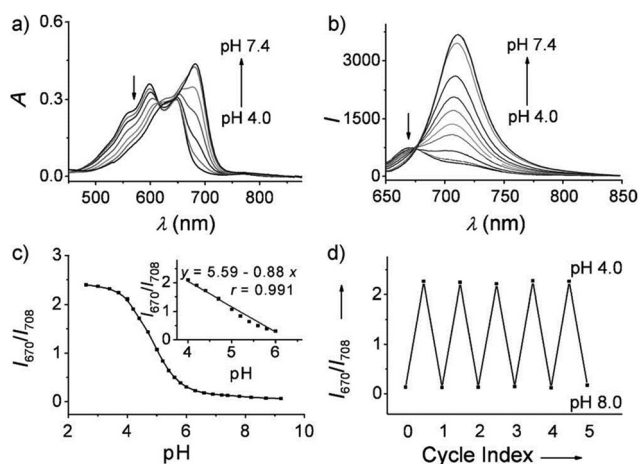 a)
0.6
0.3
0.0
A
pH 7.4
pH 4.0
500 600 700 800
λ (nm)
b)
3000
1500
0
I
pH 7.4
pH 4.0
650 700 750 800 850
λ (nm)
c)
3
2
1
0
I670/I708
2 4 6 8 10
pH
y = 5.59 - 0.88 x
r = 0.991
3
2
1
0
I670/I708
4 5 6 7
pH
d)
2
1
0
I670/I708
pH 4.0
pH 8.0
0 1 2 3 4 5
Cycle Index